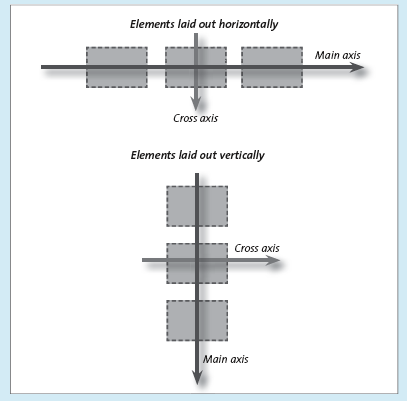 Elements laid out horizontally
Main axis
Cross axis
Elements laid out vertically
Cross axis
Main axis